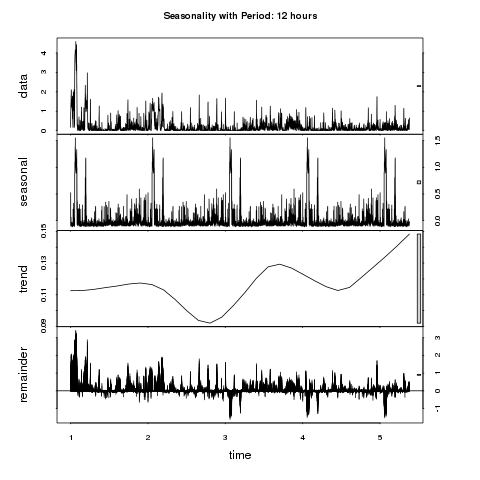 Seasonality with Period: 12 hours
data
0 1 2 3 4
seasonal
0.0 0.5 1.0 1.5
trend
0.09 0.11 0.13 0.15
remainder
-1 0 1 2 3
1 2 3 4 5
time